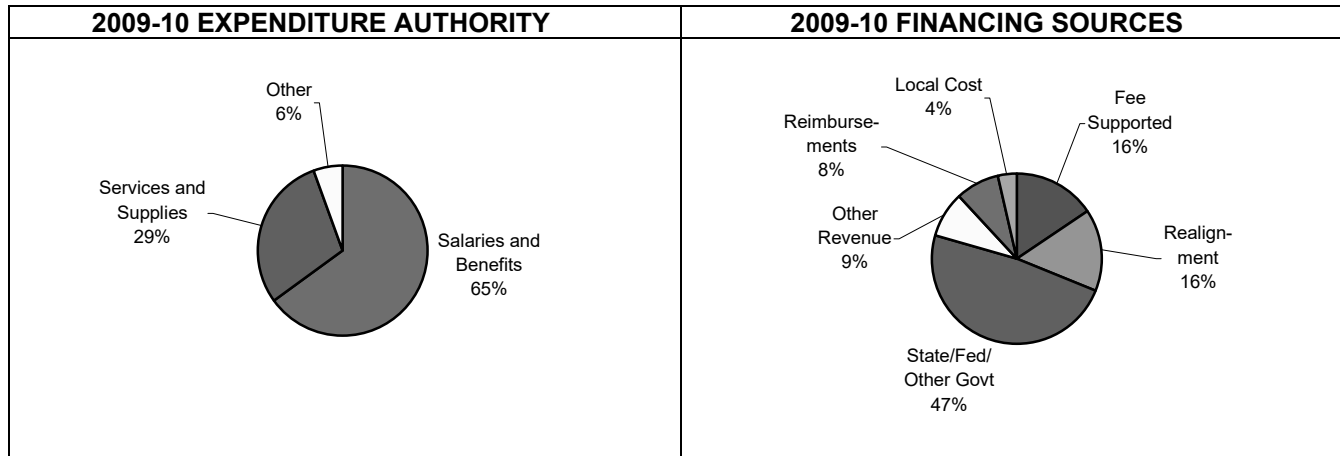 2009-10 EXPENDITURE AUTHORITY
Other
6%
Services and
Supplies
29%
Salaries and
Benefits
65%
2009-10 FINANCING SOURCES
Local Cost
4%
Fee
Supported
16%
Reimburse-
ments
8%
Other
Revenue
9%
Realign-
ment
16%
State/Fed/
Other Govt
47%